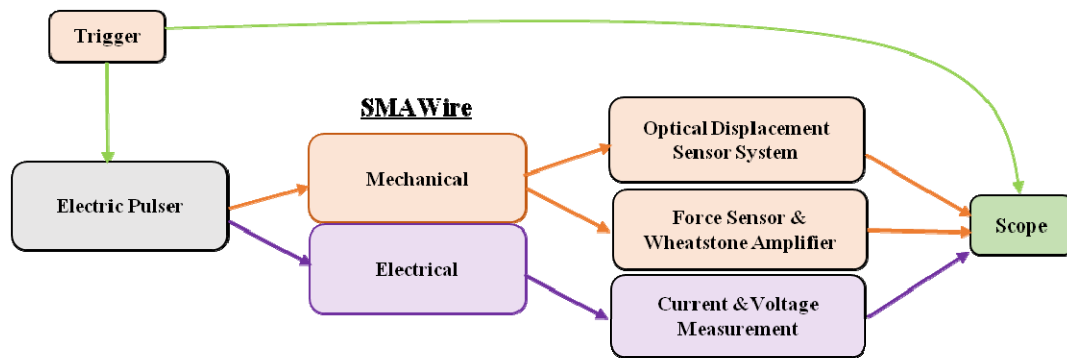 Trigger
SMAWire
Optical Displacement
Sensor System
Mechanical
Electric Pulser
Force Sensor &
Wheatstone Amplifier
Scope
Electrical
Current &Voltage
Measurement